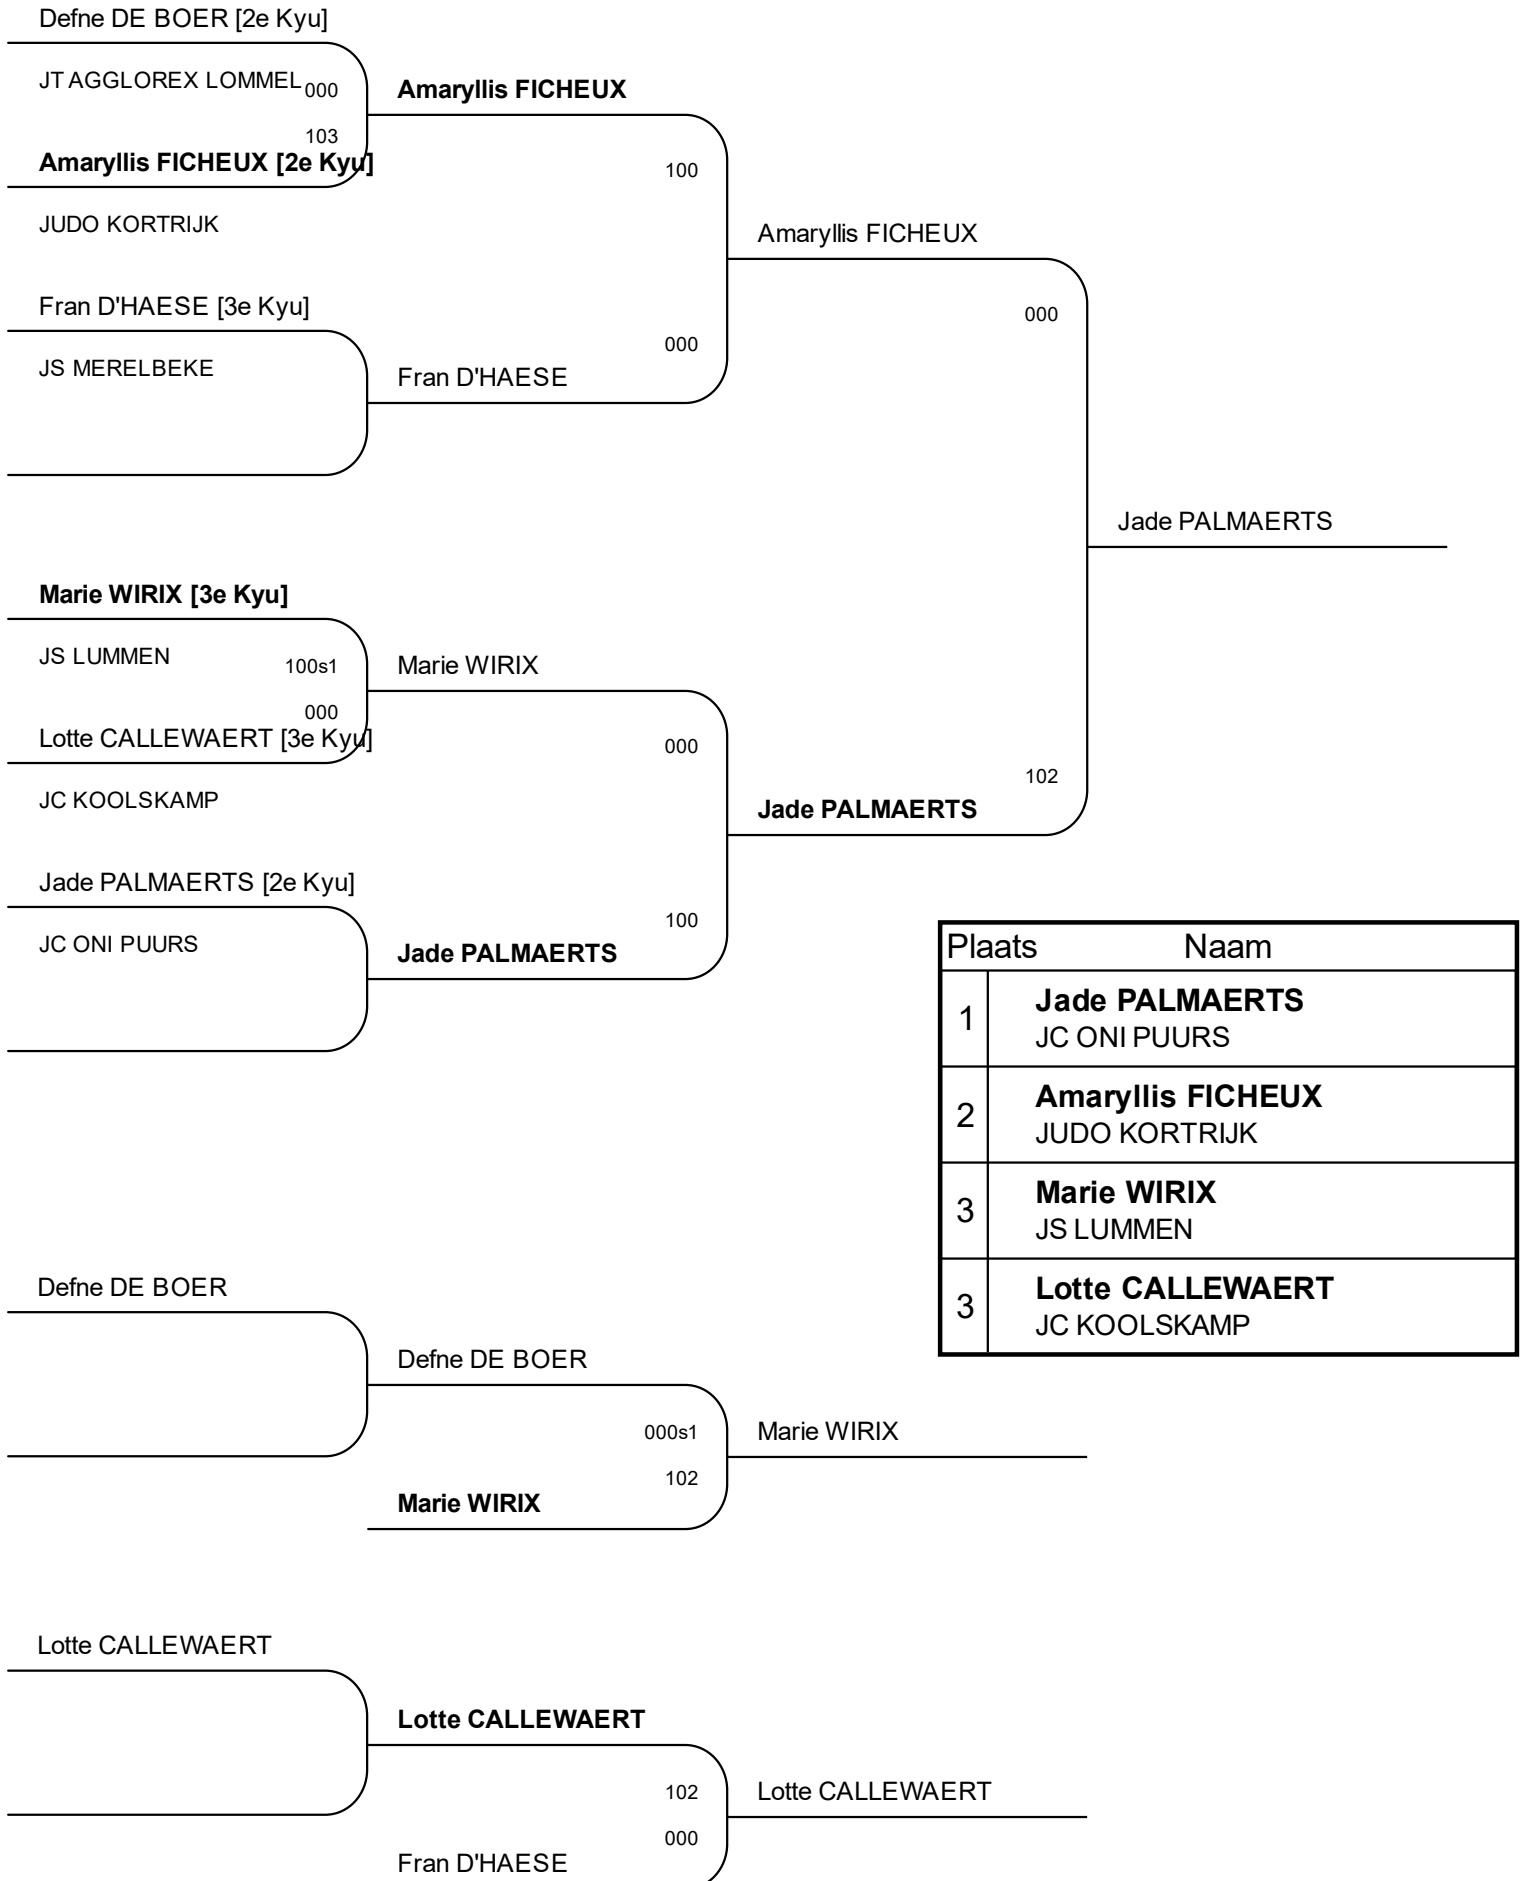 Defne DE BOER [2e Kyu]
JT AGGLOREX LOMMEL
000
Amaryllis FICHEUX
103
Amaryllis FICHEUX [2e Kyu]
100
JUDO KORTRIJK
Amaryllis FICHEUX
Fran D'HAESE [3e Kyu]
000
000
JS MERELBEKE
Fran D'HAESE
Jade PALMAERTS
Marie WIRIX [3e Kyu]
JS LUMMEN
100s1
Marie WIRIX
000
Lotte CALLEWAERT [3e Kyu]
000
102
JC KOOLSKAMP
Jade PALMAERTS
Jade PALMAERTS [2e Kyu]
100
JC ONI PUURS
Jade PALMAERTS
Plaats Naam
1 Jade PALMAERTS
JC ONI PUURS
2 Amaryllis FICHEUX
JUDO KORTRIJK
3 Marie WIRIX
JS LUMMEN
3 Lotte CALLEWAERT
JC KOOLSKAMP
Defne DE BOER
Defne DE BOER
000s1
Marie WIRIX
102
Marie WIRIX
Lotte CALLEWAERT
Lotte CALLEWAERT
102
Lotte CALLEWAERT
000
Fran D'HAESE